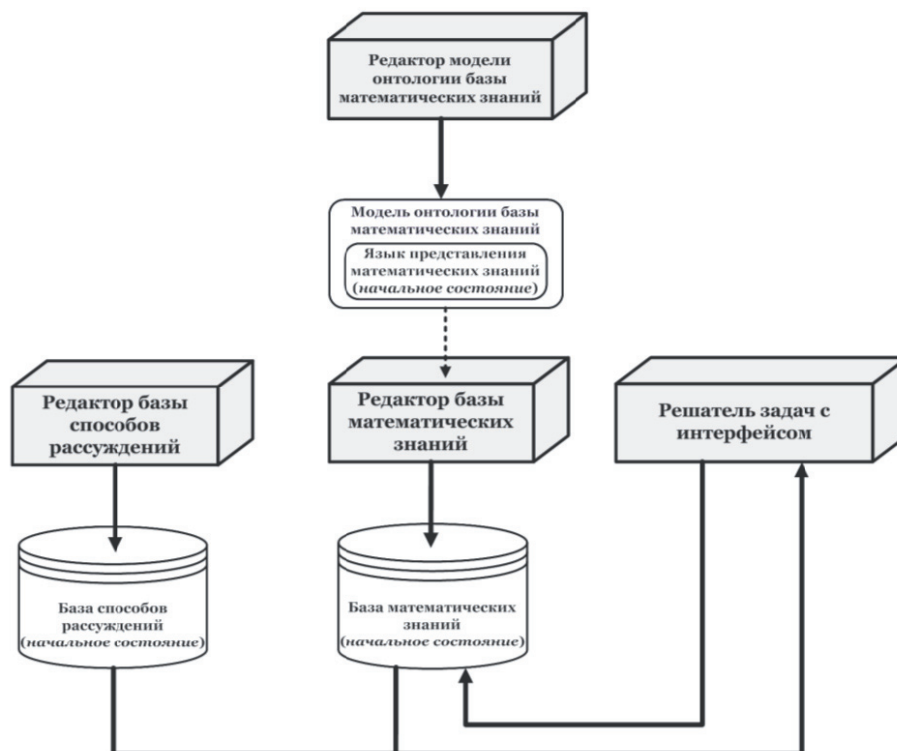 Редактор модели
онтологии базы
математических знаний
Модель онтологии базы
математических знаний
Язык представления
математических знаний
(начальное состояние)
Редактор базы
способов
рассуждений
Редактор базы
математических
знаний
Решатель задач с
интерфейсом
База способов
рассуждений
(начальное состояние)
База математических
знаний
(начальное состояние)